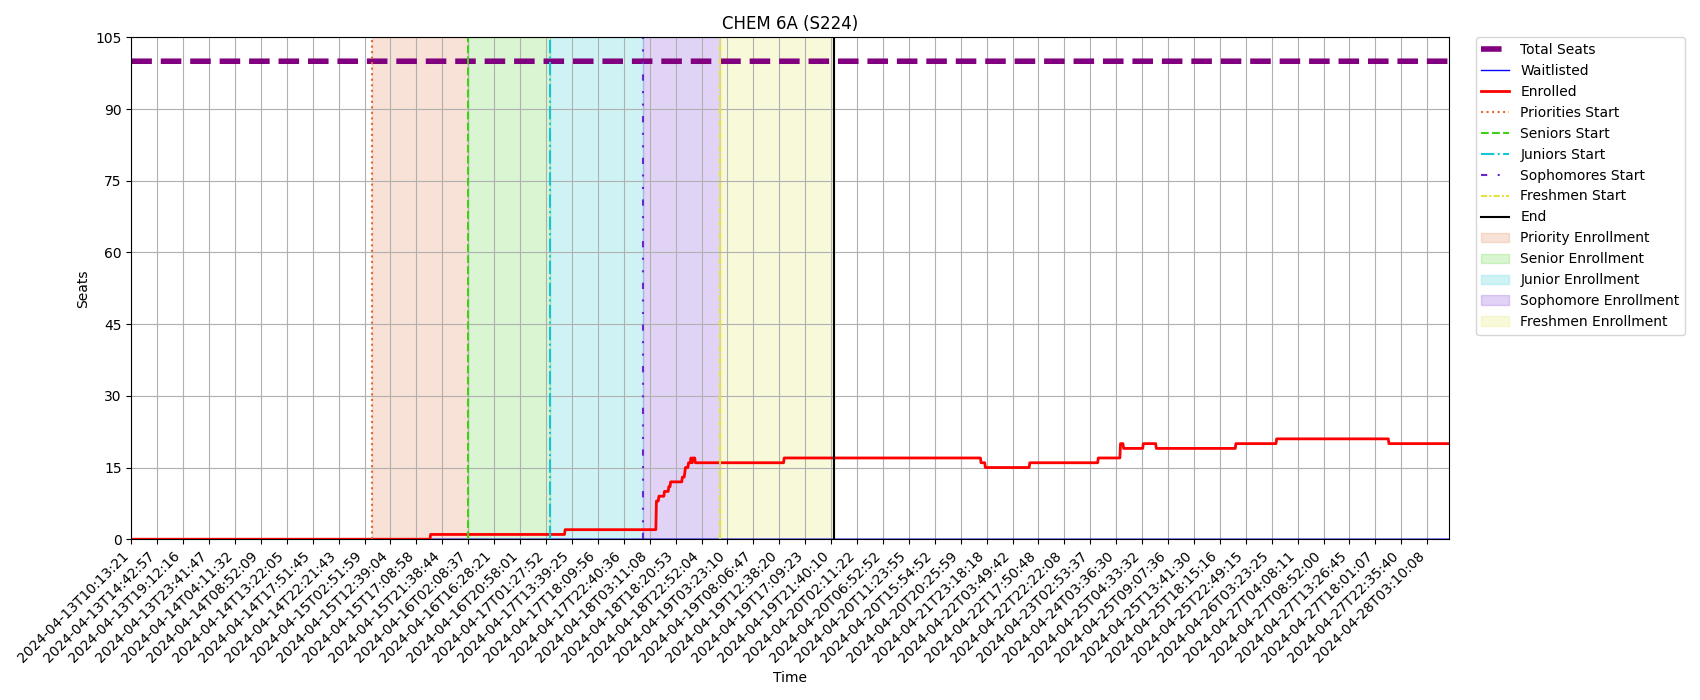 CHEM 6A (S224)
105
90
75
60
45
30
15
0
Seats
2024-04-13T10:13:21
2024-04-13T14:42:57
2024-04-13T19:12:16
2024-04-13T23:41:47
2024-04-14T04:11:32
2024-04-14T08:52:09
2024-04-14T13:22:05
2024-04-14T17:51:45
2024-04-14T22:21:43
2024-04-15T02:51:59
2024-04-15T12:39:04
2024-04-15T17:08:58
2024-04-15T21:38:44
2024-04-16T02:08:37
2024-04-16T16:28:21
2024-04-16T20:58:01
2024-04-17T01:27:52
2024-04-17T13:39:25
2024-04-17T18:09:56
2024-04-17T22:40:36
2024-04-18T03:11:08
2024-04-18T18:20:53
2024-04-18T22:52:04
2024-04-19T03:23:10
2024-04-19T08:06:47
2024-04-19T12:38:20
2024-04-19T17:09:23
2024-04-19T21:40:10
2024-04-20T02:11:22
2024-04-20T06:52:52
2024-04-20T11:23:55
2024-04-20T15:54:52
2024-04-20T20:25:59
2024-04-21T23:18:18
2024-04-22T03:49:42
2024-04-22T17:50:48
2024-04-22T22:22:08
2024-04-23T02:53:37
2024-04-24T03:36:30
2024-04-25T04:33:32
2024-04-25T09:07:36
2024-04-25T13:41:30
2024-04-25T18:15:16
2024-04-25T22:49:15
2024-04-26T03:23:25
2024-04-27T04:08:11
2024-04-27T08:52:00
2024-04-27T13:26:45
2024-04-27T18:01:07
2024-04-27T22:35:40
2024-04-28T03:10:08
Time
Total Seats
Waitlisted
Enrolled
Priorities Start
Seniors Start
Juniors Start
Sophomores Start
Freshmen Start
End
Priority Enrollment
Senior Enrollment
Junior Enrollment
Sophomore Enrollment
Freshmen Enrollment